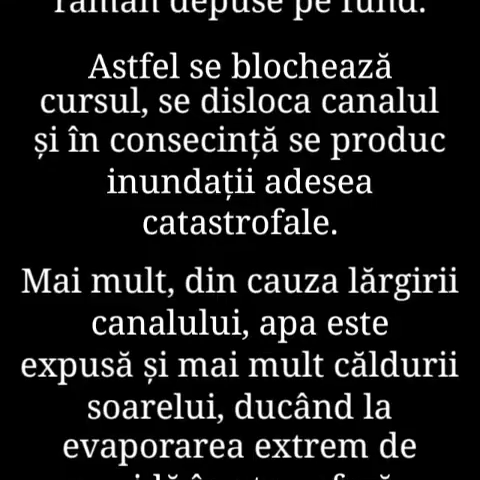 rămân depuse pe fund.
Astfel se blochează
cursul, se disloca canalul
și în consecință se produc
inundații adesea
catastrofale.
Mai mult, din cauza lărgirii
canalului, apa este
expusă și mai mult căldurii
soarelui, ducând la
evaporarea extrem de